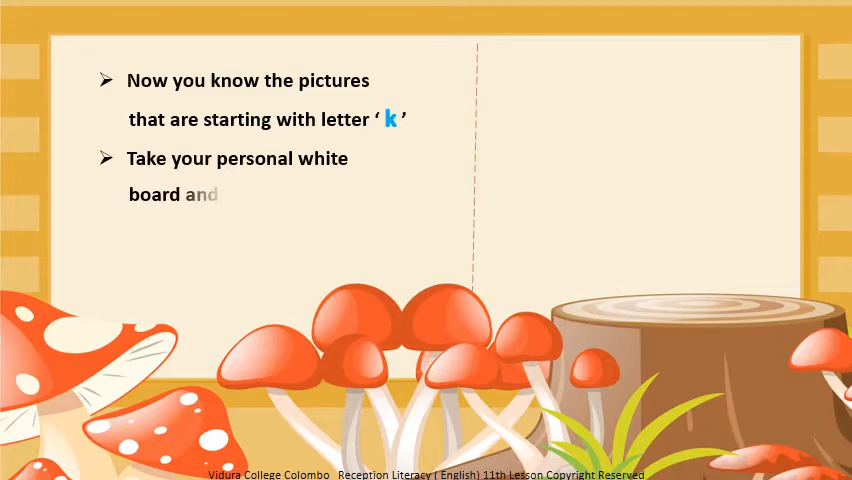 ➢ Now you know the pictures
that are starting with letter ‘ k ’
➢ Take your personal white
board and
Vidura College Colombo Reception Literacy ( English) 11th Lesson Copyright Reserved